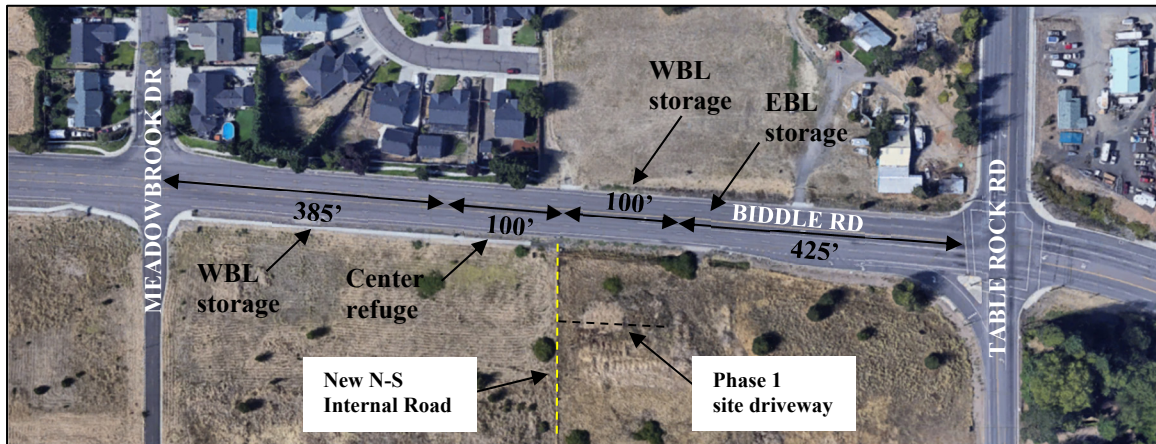 WBL
storage
EBL
storage
MEADOWBROOK DR
385'
100'
100'
BIDDLE RD
425'
TABLE ROCK RD
WBL
storage
Center
refuge
New N-S
Internal Road
Phase 1
site driveway